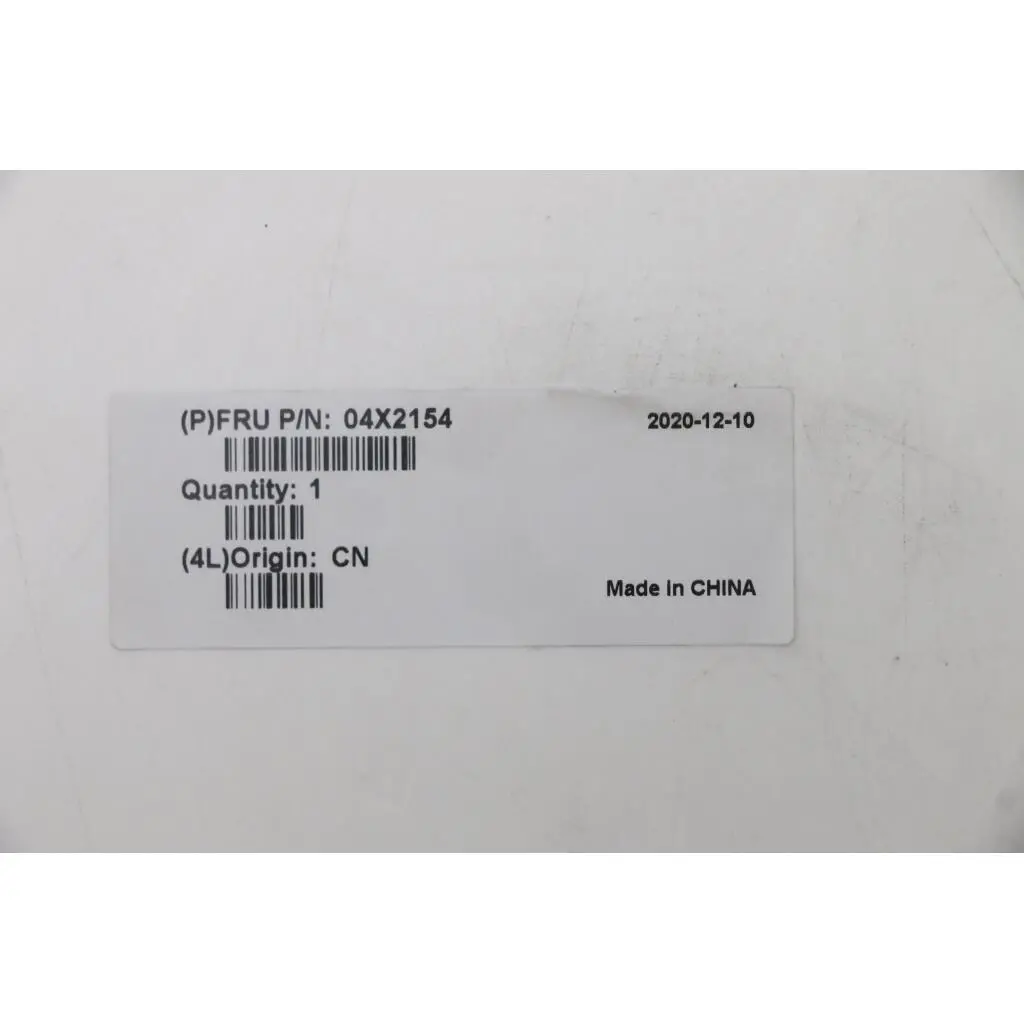 (P)FRU P/N: 04X2154
2020-12-10
Quantity: 1
(4L)Origin: CN
Made in CHINA